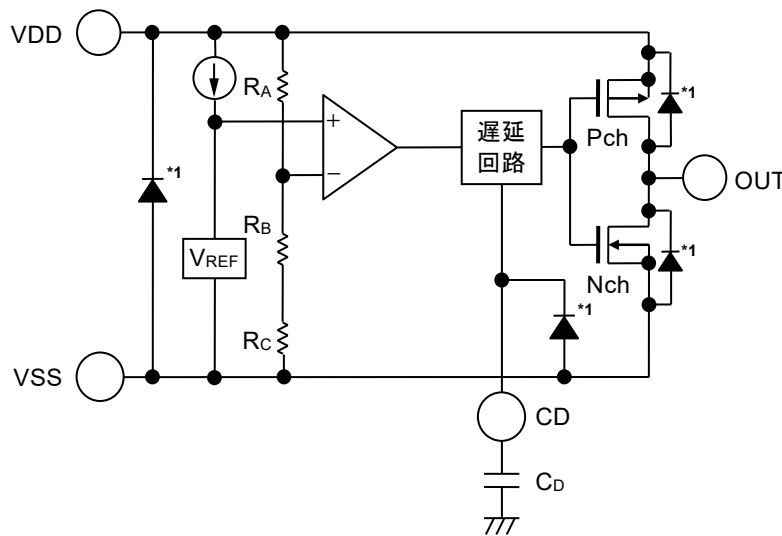 VDD
*1
RA
+
−
遅延
回路
*1
Pch
OUT
*1
Nch
RB
VREF
*1
RC
VSS
CD
CD